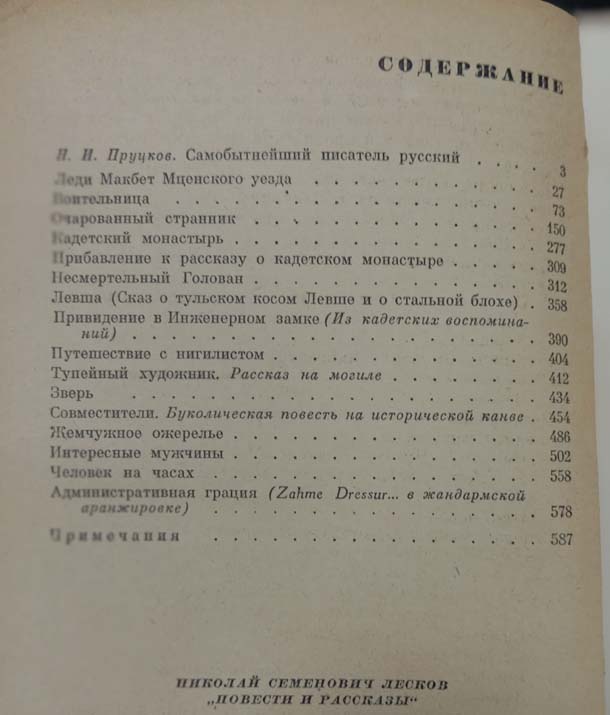 СОДЕРЖАНИЕ
Н. И. Пруцков. Самобытнейший писатель русский . . . . 3
Леди Макбет Мценского уезда . . . . . . . . . . . . 27
Воительница . . . . . . . . . . . . . . . . . 73
Очарованный странник . . . . . . . . . . . . . . 150
Кадетский монастырь . . . . . . . . . . . . . . 277
Прибавление к рассказу о кадетском монастыре . . . . . 309
Несмертельный Голован . . . . . . . . . . . . . 312
Левша (Сказ о тульском косом Левше и о стальной блохе) . 358
Привидение в Инженерном замке (Из кадетских воспомина-
ний) . . . . . . . . . . . . . . . . . . 390
Путешествие с нигилистом . . . . . . . . . . . . 404
Тупейный художник. Рассказ на могиле . . . . . . . 412
Зверь . . . . . . . . . . . . . . . . . . 434
Совместители. Буколическая повесть на исторической канве . 454
Жемчужное ожерелье . . . . . . . . . . . . . . 486
Интересные мужчины . . . . . . . . . . . . . . 502
Человек на часах . . . . . . . . . . . . . . . 558
Административная грация (Zahme Dressur... в жандармской
аранжировке) . . . . . . . . . . . . . . . 578
Примечания . . . . . . . . . . . . . . . 587
НИКОЛАЙ СЕМЕНОВИЧ ЛЕСКОВ
„ПОВЕСТИ И РАССКАЗЫ“